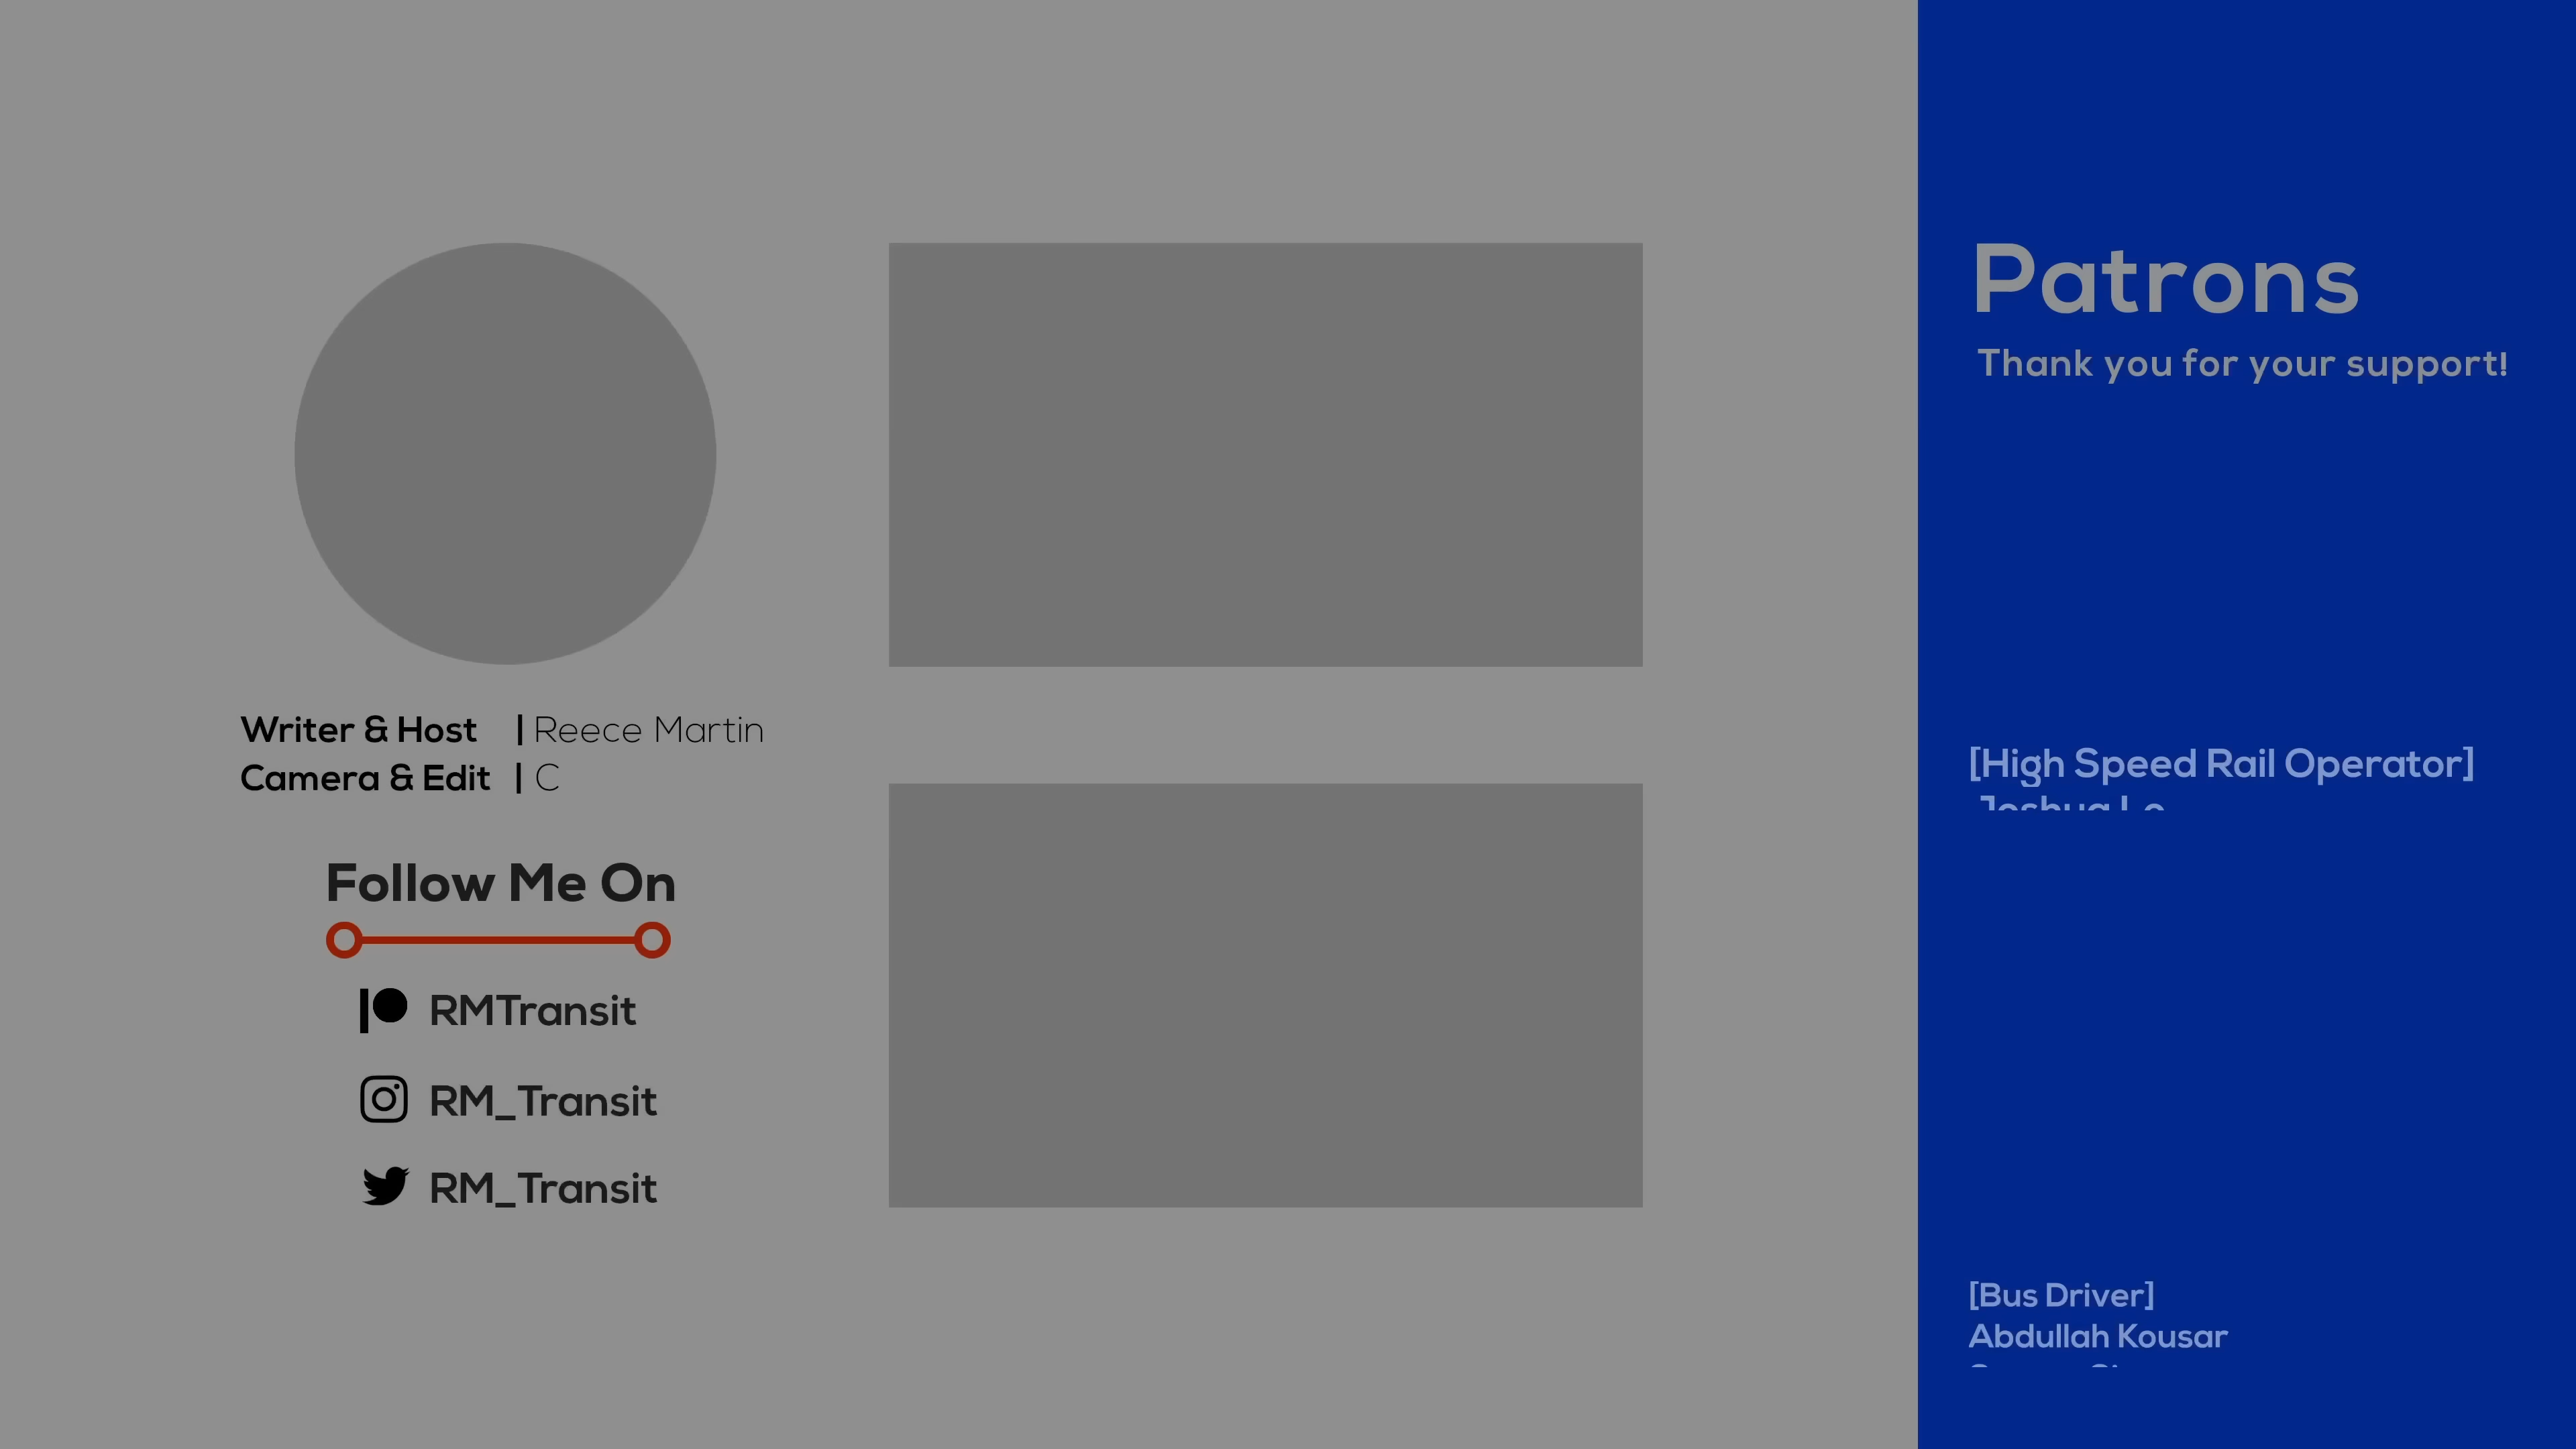 Writer & Host | Reece Martin
Camera & Edit | C
Follow Me On
RMTransit
RM_Transit
RM_Transit
Patrons
Thank you for your support!
[High Speed Rail Operator]
Joshua
[Bus Driver]
Abdullah Kousar